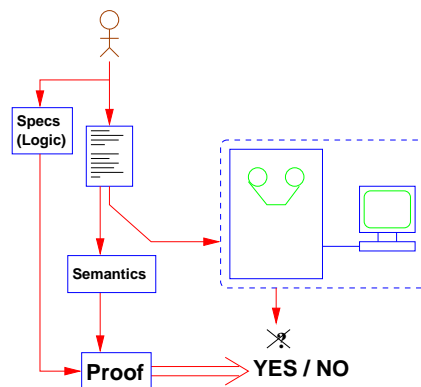 Specs
(Logic)
Semantics
?
Proof
YES / NO